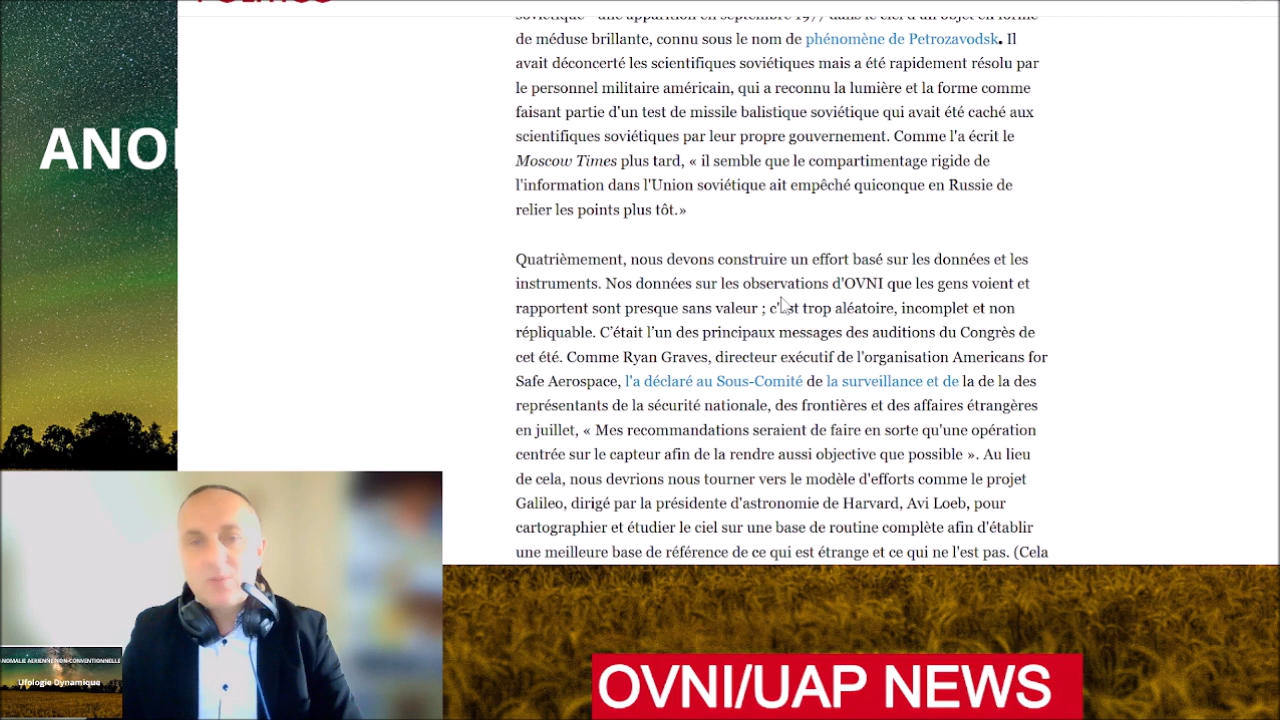 soviétique - une apparition en septembre 1977 dans le ciel d'un objet en forme
de méduse brillante, connu sous le nom de phénomène de Petrozavodsk. Il
avait déconcerté les scientifiques soviétiques mais a été rapidement résolu par
le personnel militaire américain, qui a reconnu la lumière et la forme comme
faisant partie d'un test de missile balistique soviétique qui avait été caché aux
scientifiques soviétiques par leur propre gouvernement. Comme l'a écrit le
Moscow Times plus tard, « il semble que le compartimentage rigide de
l'information dans l'Union soviétique ait empêché quiconque en Russie de
relier les points plus tôt.»
Quatrièmement, nous devons construire un effort basé sur les données et les
instruments. Nos données sur les observations d'OVNI que les gens voient et
rapportent sont presque sans valeur ; c'est trop aléatoire, incomplet et non
répliquable. C'était l'un des principaux messages des auditions du Congrès de
cet été. Comme Ryan Graves, directeur exécutif de l'organisation Americans for
Safe Aerospace, l'a déclaré au Sous-Comité de la surveillance et de la de la des
représentants de la sécurité nationale, des frontières et des affaires étrangères
en juillet, « Mes recommandations seraient de faire en sorte qu'une opération
centrée sur le capteur afin de la rendre aussi objective que possible ». Au lieu
de cela, nous devrions nous tourner vers le modèle d'efforts comme le projet
Galileo, dirigé par la présidente d'astronomie de Harvard, Avi Loeb, pour
cartographier et étudier le ciel sur une base de routine complète afin d'établir
une meilleure base de référence de ce qui est étrange et ce qui ne l'est pas. (Cela
ANO
ANOMALIE AERIENNE NON-CONVENTIONNELLE
Ufologie Dynamique
OVNI/UAP NEWS